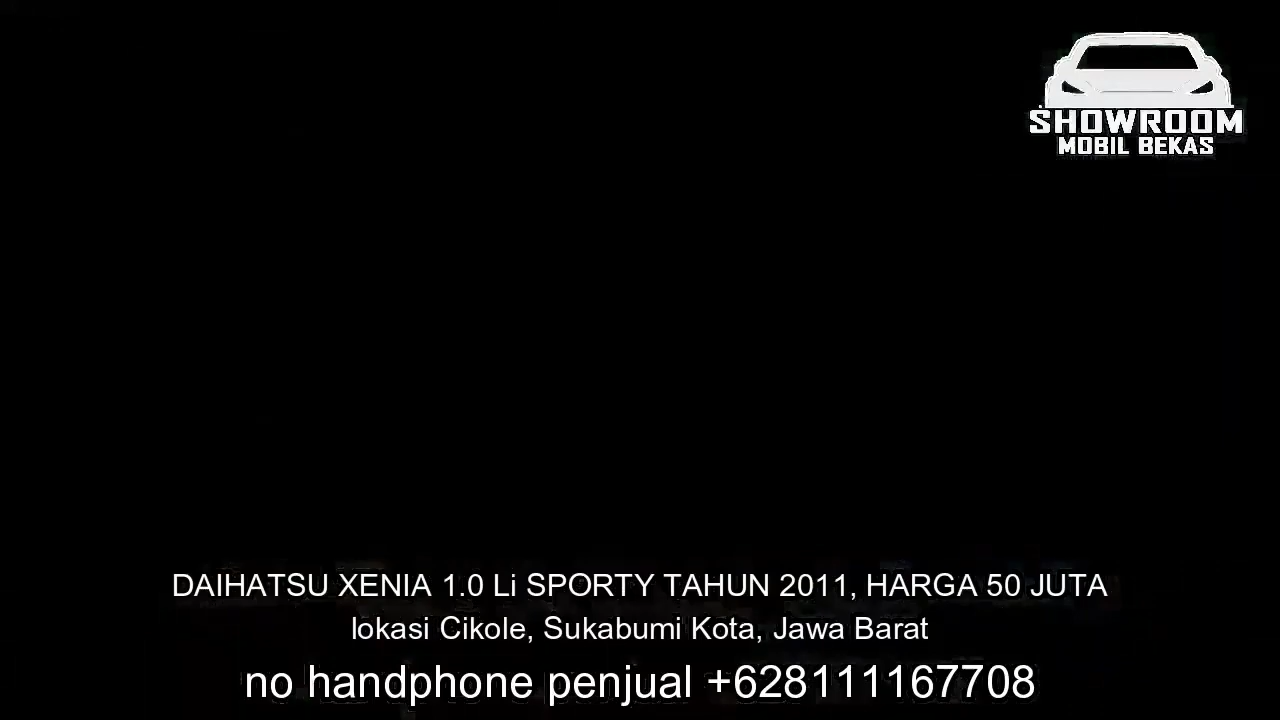 SHOWROOM
MOBIL BEKAS
DAIHATSU XENIA 1.0 Li SPORTY TAHUN 2011, HARGA 50 JUTA
lokasi Cikole, Sukabumi Kota, Jawa Barat
no handphone penjual +628111167708